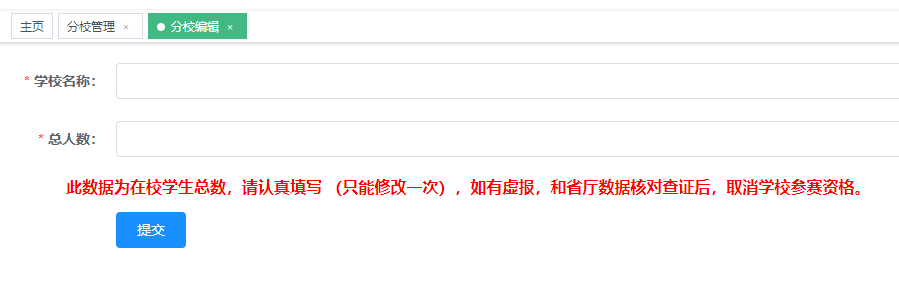 主页 分校管理 × 分校编辑 ×
* 学校名称:
* 总人数:
此数据为在校学生总数，请认真填写 （只能修改一次），如有虚报，和省厅数据核对查证后，取消学校参赛资格。
提交